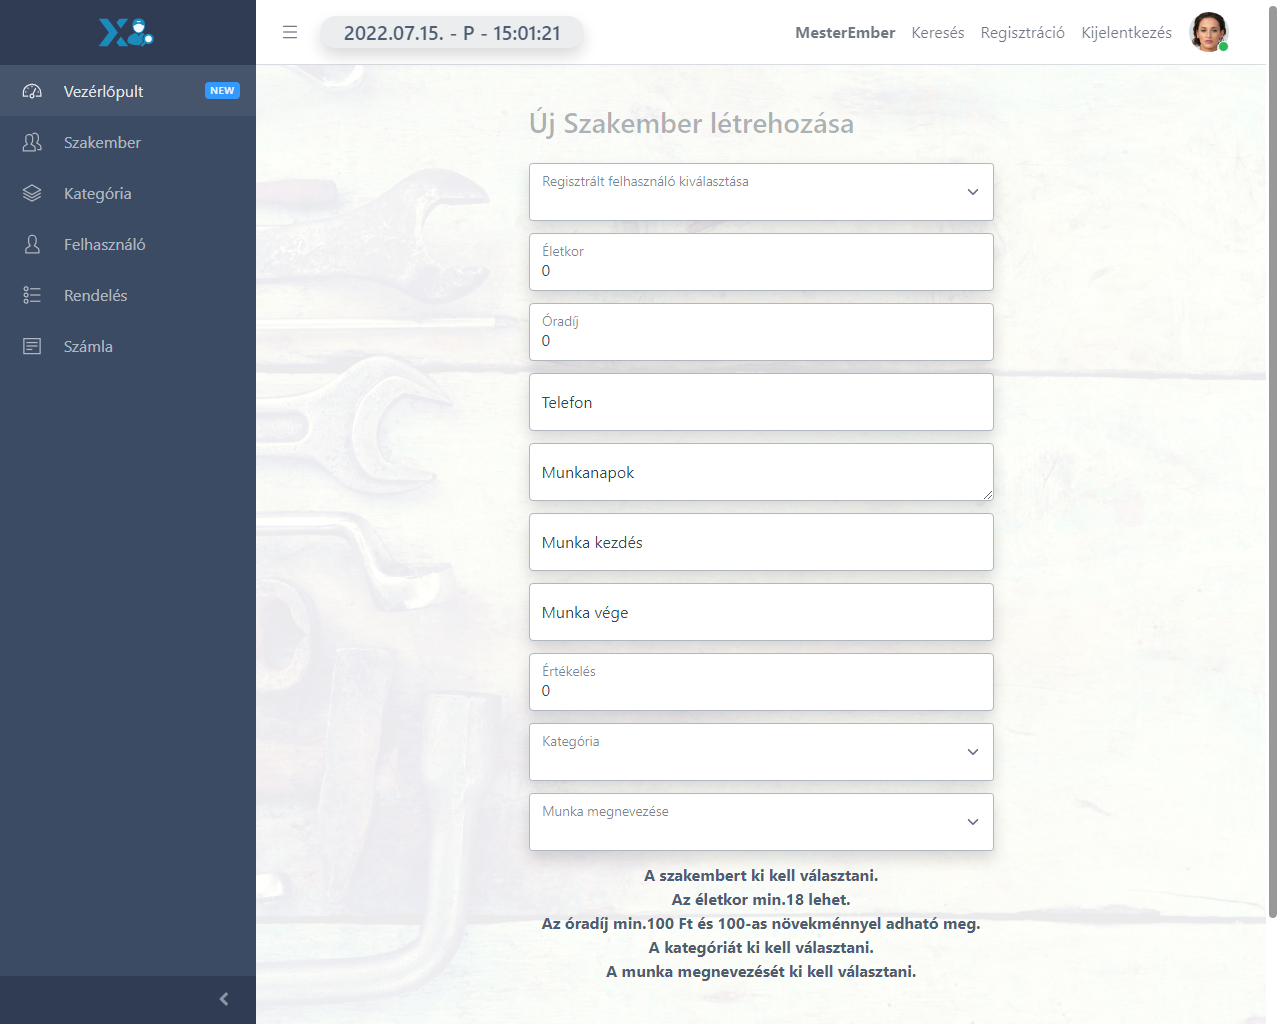 2022.07.15. - P - 15:01:21
MesterEmber Keresés Regisztráció Kijelentkezés
Vezérlőpult NEW
Szakember
Kategória
Felhasználó
Rendelés
Számla
Új Szakember létrehozása
Regisztrált felhasználó kiválasztása
Életkor
0
Óradíj
0
Telefon
Munkanapok
Munka kezdés
Munka vége
Értékelés
0
Kategória
Munka megnevezése
A szakembert ki kell választani.
Az életkor min.18 lehet.
Az óradíj min.100 Ft és 100-as növekménnyel adható meg.
A kategóriát ki kell választani.
A munka megnevezését ki kell választani.